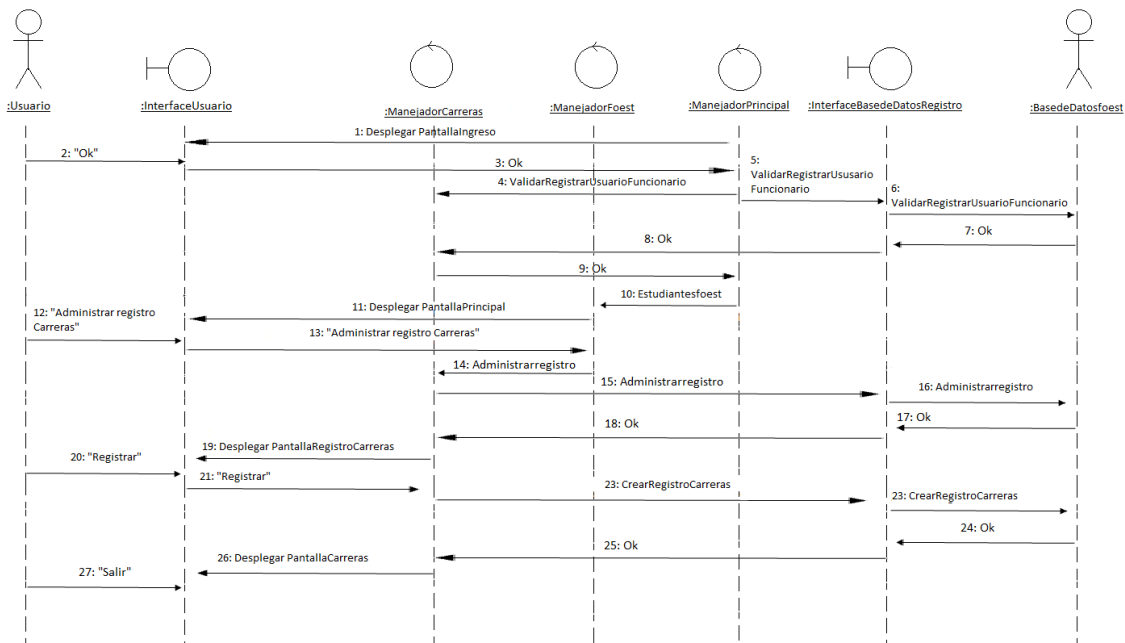 :Usuario
:InterfaceUsuario
:ManejadorCarreras
:ManejadorFoest
:ManejadorPrincipal
:InterfaceBasedeDatosRegistro
:BasedeDatosfoest
1: Desplegar PantallaIngreso
2: "Ok"
3: Ok
4: ValidarRegistrarUsuarioFuncionario
5:
ValidarRegistrarUsusario
Funcionario
6:
ValidarRegistrarUsuarioFuncionario
7: Ok
8: Ok
9: Ok
10: Estudiantesfoest
11: Desplegar PantallaPrincipal
12: "Administrar registro
Carreras"
13: "Administrar registro Carreras"
14: Administrarregistro
15: Administrarregistro
16: Administrarregistro
17: Ok
18: Ok
19: Desplegar PantallaRegistroCarreras
20: "Registrar"
21: "Registrar"
23: CrearRegistroCarreras
23: CrearRegistroCarreras
24: Ok
25: Ok
26: Desplegar PantallaCarreras
27: "Salir"